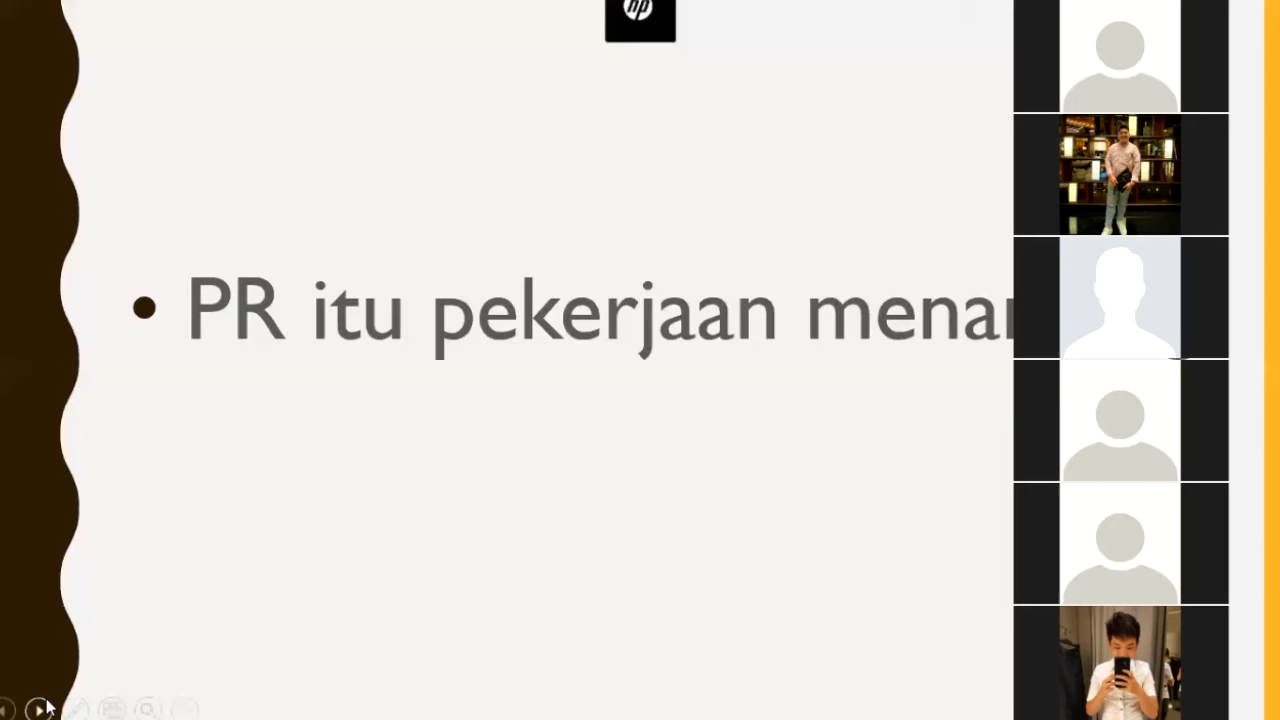 hp
• PR itu pekerjaan menar